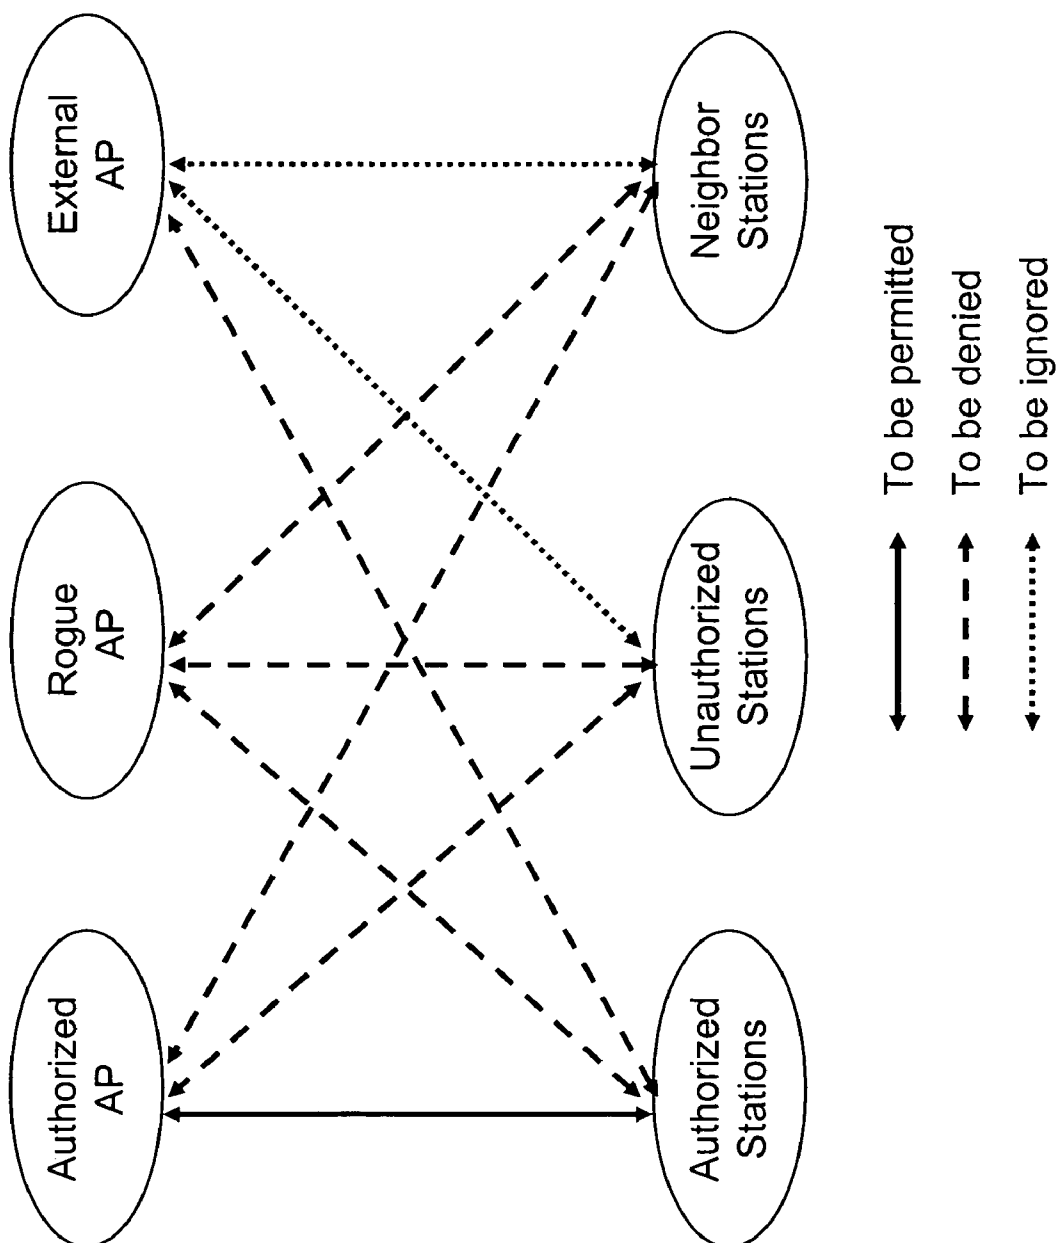 Authorized
AP
Rogue
AP
External
AP
Authorized
Stations
Unauthorized
Stations
Neighbor
Stations
To be permitted
To be denied
To be ignored